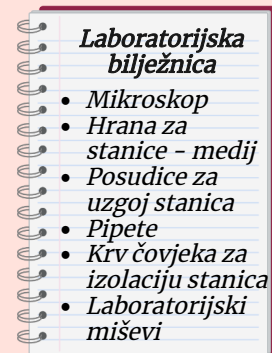 Laboratorijska
bilježnica
• Mikroskop
• Hrana za
stanice - medij
• Posudice za
uzgoj stanica
• Pipete
• Krv čovjeka za
izolaciju stanica
• Laboratorijski
miševi